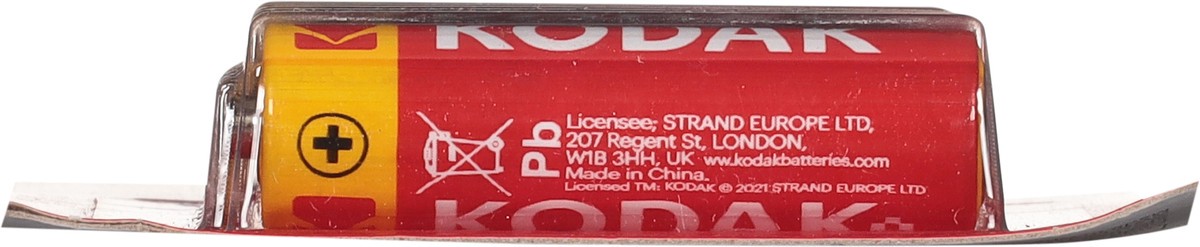 KODAK
Pb
Licensee; STRAND EUROPE LTD,
207 Regent St, LONDON,
W1B 3HH, UK www.kodakbatteries.com
Made in China.
Licensed TM: KODAK © 2021 STRAND EUROPE LTD
KODAK